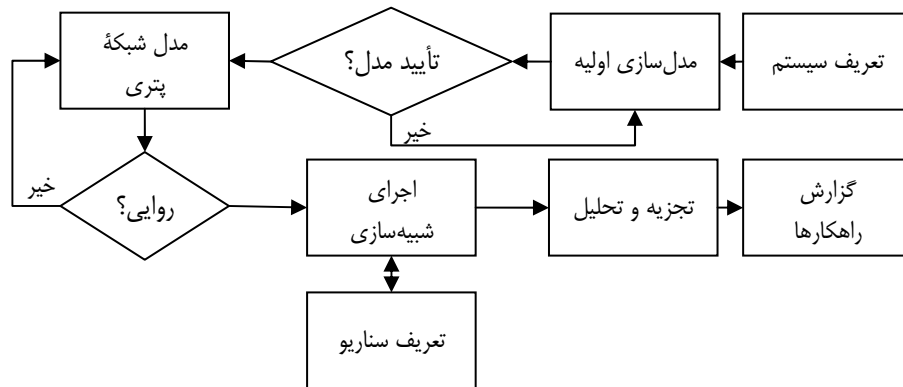 تعریف سیستم
مدل‌سازی اولیه
تأیید مدل؟
خیر
مدل شبکۀ
پتری
روایی؟
خیر
اجرای
شبیه‌سازی
تعریف سناریو
تجزیه و تحلیل
گزارش
راهکارها